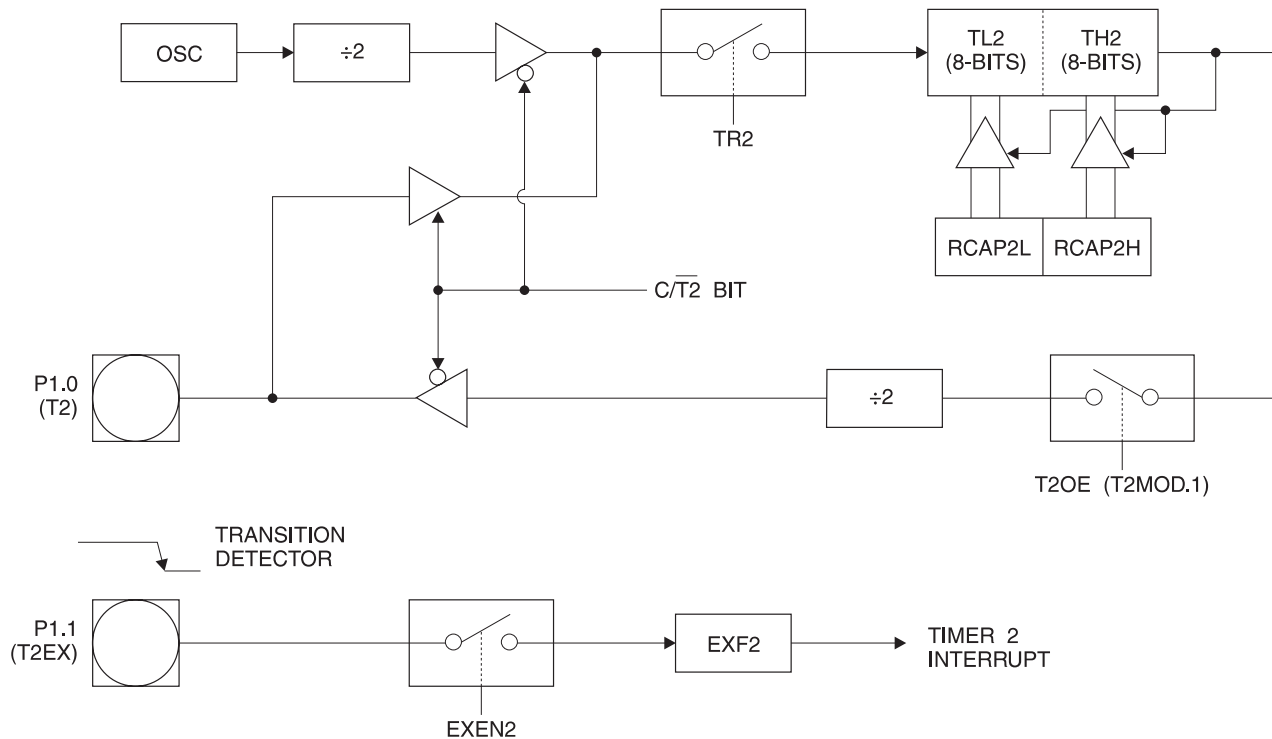 OSC
÷2
TR2
TL2
(8-BITS)
TH2
(8-BITS)
RCAP2L
RCAP2H
C/T2̅ BIT
P1.0
(T2)
÷2
T2OE (T2MOD.1)
TRANSITION
DETECTOR
P1.1
(T2EX)
EXEN2
EXF2
TIMER 2
INTERRUPT